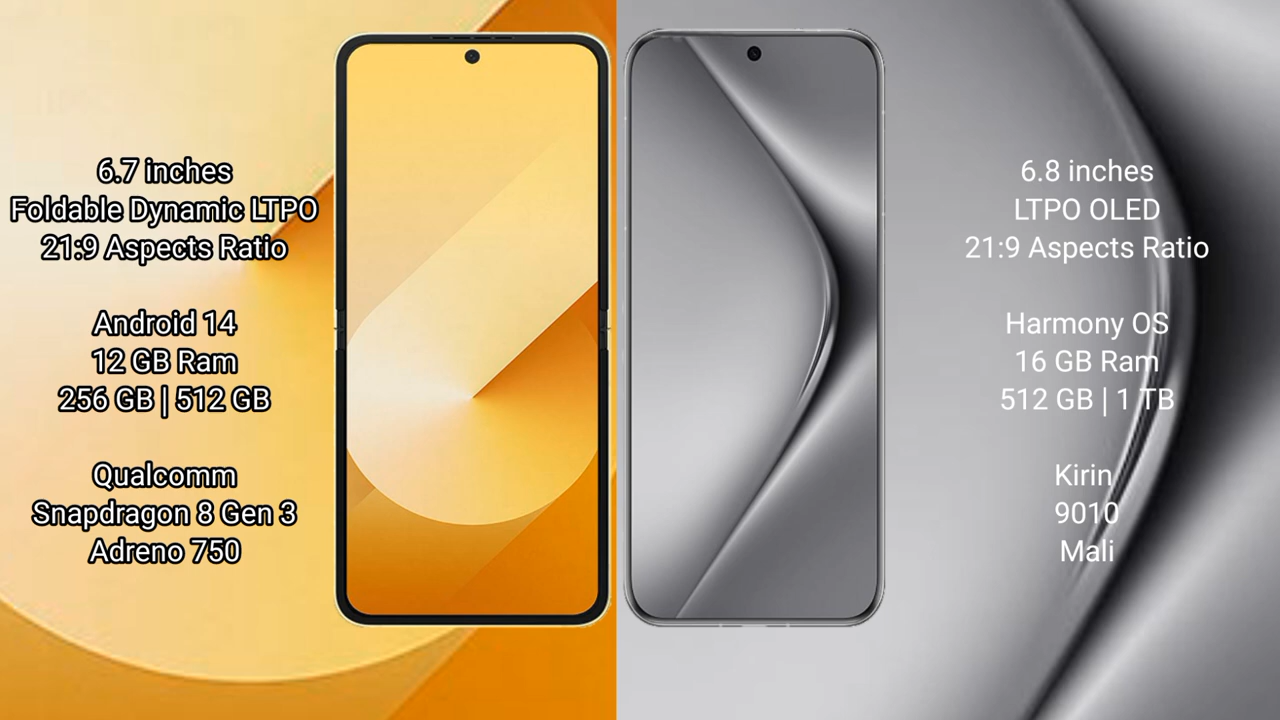 6.7 inches
Foldable Dynamic LTPO
21:9 Aspects Ratio
Android 14
12 GB Ram
256 GB | 512 GB
Qualcomm
Snapdragon 8 Gen 3
Adreno 750
6.8 inches
LTPO OLED
21:9 Aspects Ratio
Harmony OS
16 GB Ram
512 GB | 1 TB
Kirin
9010
Mali